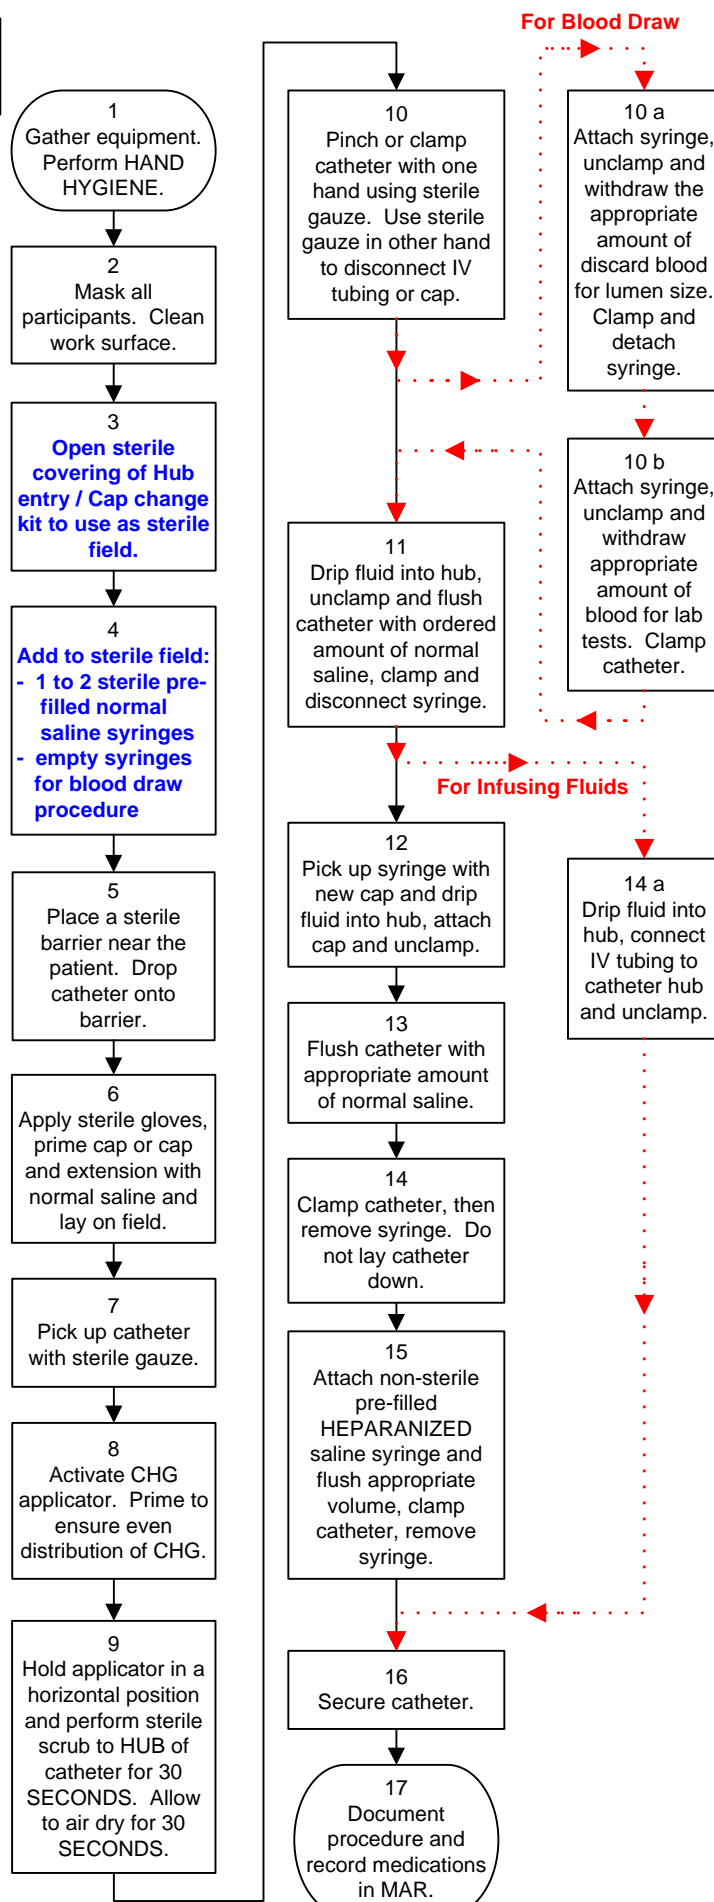 1
Gather equipment.
Perform HAND
HYGIENE.
2
Mask all
participants.  Clean
work surface.
3
Open sterile
covering of Hub
entry / Cap change
kit to use as sterile
field.
4
Add to sterile field:
- 1 to 2 sterile pre-
filled normal
saline syringes
- empty syringes
for blood draw
procedure
5
Place a sterile
barrier near the
patient.  Drop
catheter onto
barrier.
6
Apply sterile gloves,
prime cap or cap
and extension with
normal saline and
lay on field.
7
Pick up catheter
with sterile gauze.
8
Activate CHG
applicator.  Prime to
ensure even
distribution of CHG.
9
Hold applicator in a
horizontal position
and perform sterile
scrub to HUB of
catheter for 30
SECONDS.  Allow
to air dry for 30
SECONDS.
10
Pinch or clamp
catheter with one
hand using sterile
gauze.  Use sterile
gauze in other hand
to disconnect IV
tubing or cap.
For Blood Draw
10 a
Attach syringe,
unclamp and
withdraw the
appropriate
amount of
discard blood
for lumen size.
Clamp and
detach
syringe.
10 b
Attach syringe,
unclamp and
withdraw
appropriate
amount of
blood for lab
tests.  Clamp
catheter.
11
Drip fluid into hub,
unclamp and flush
catheter with ordered
amount of normal
saline, clamp and
disconnect syringe.
For Infusing Fluids
12
Pick up syringe with
new cap and drip
fluid into hub, attach
cap and unclamp.
13
Flush catheter with
appropriate amount
of normal saline.
14
Clamp catheter, then
remove syringe.  Do
not lay catheter
down.
14 a
Drip fluid into
hub, connect
IV tubing to
catheter hub
and unclamp.
15
Attach non-sterile
pre-filled
HEPARANIZED
saline syringe and
flush appropriate
volume, clamp
catheter, remove
syringe.
16
Secure catheter.
17
Document
procedure and
record medications
in MAR.